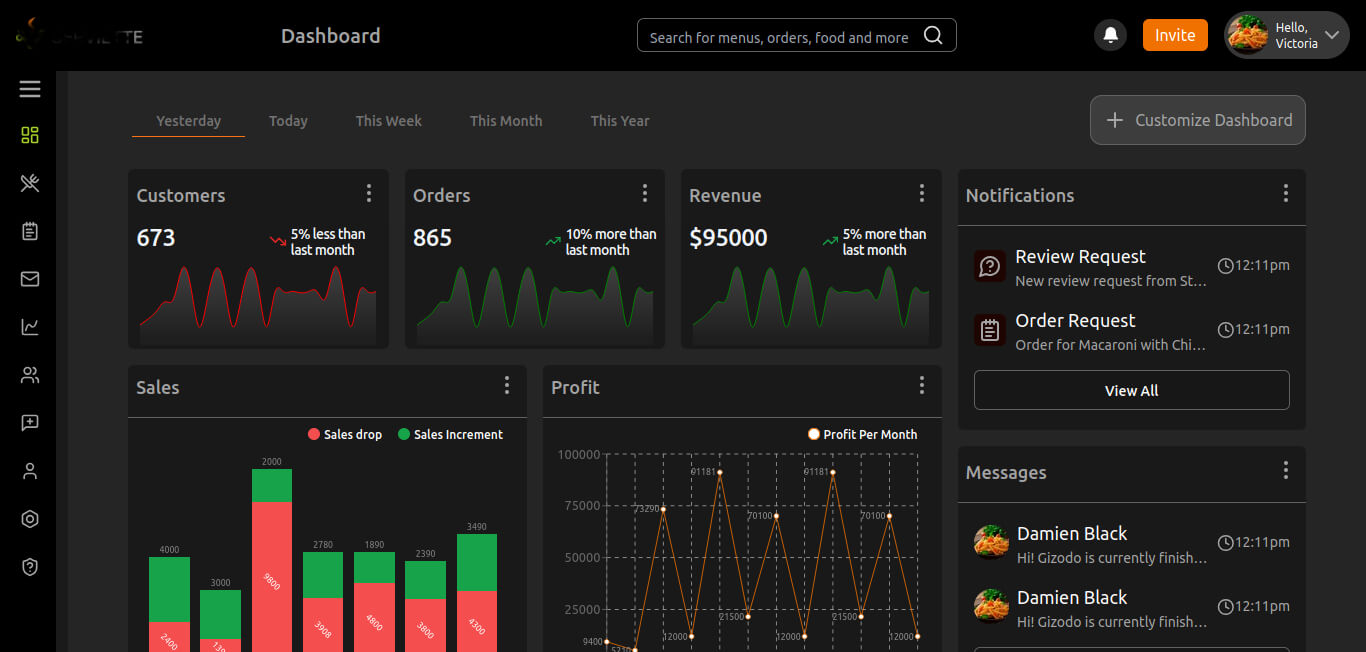 Dashboard
Search for menus, orders, food and more
Invite
Hello,
Victoria
Yesterday
Today
This Week
This Month
This Year
Customize Dashboard
Customers
673
5% less than
last month
Orders
865
10% more than
last month
Revenue
$95000
5% more than
last month
Notifications
Review Request
New review request from St...
12:11pm
Order Request
Order for Macaroni with Chi...
12:11pm
View All
Sales
Sales drop
Sales Increment
2000
4000
3000
2780
1890
2390
3490
2400
9800
3908
4800
3800
4300
Profit
Profit Per Month
100000
75000
50000
25000
9400
73290
12000
91181
21500
70100
12000
91181
21500
70100
12000
Messages
Damien Black
Hi! Gizodo is currently finish...
12:11pm
Damien Black
Hi! Gizodo is currently finish...
12:11pm